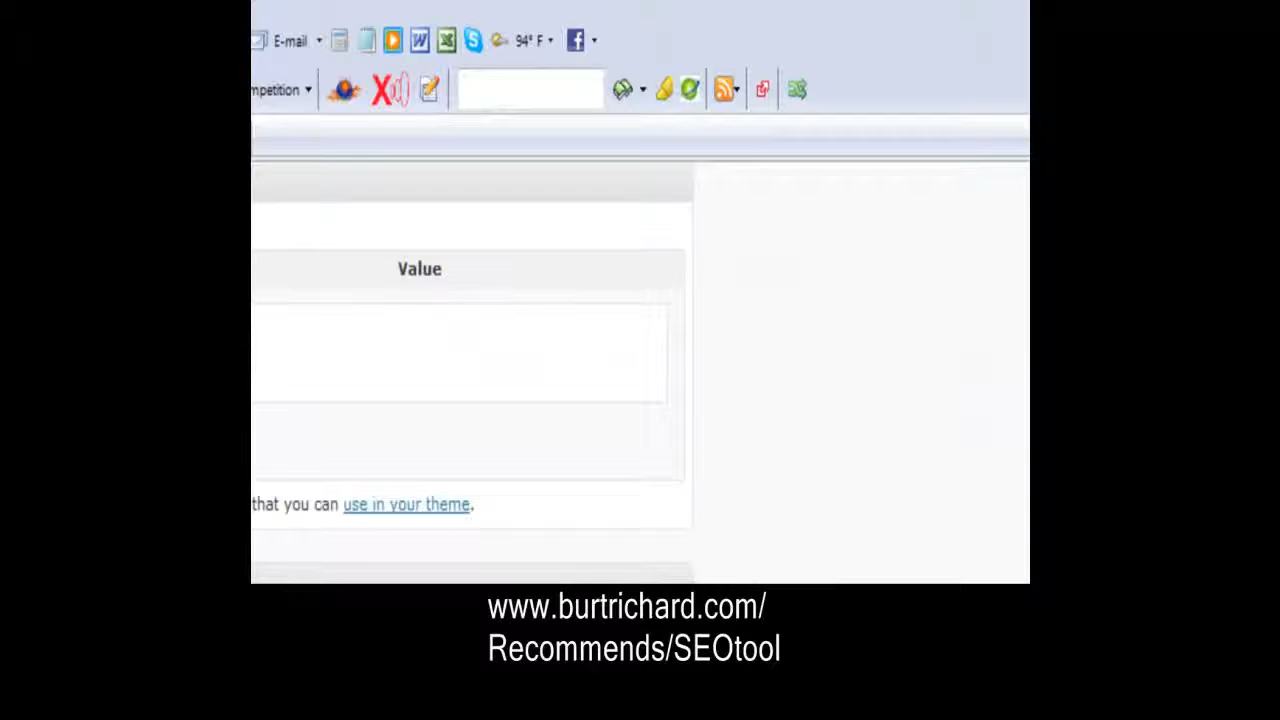 E-mail
94° F
mpetition
Value
that you can use in your theme.
www.burtrichard.com/
Recommends/SEOtool